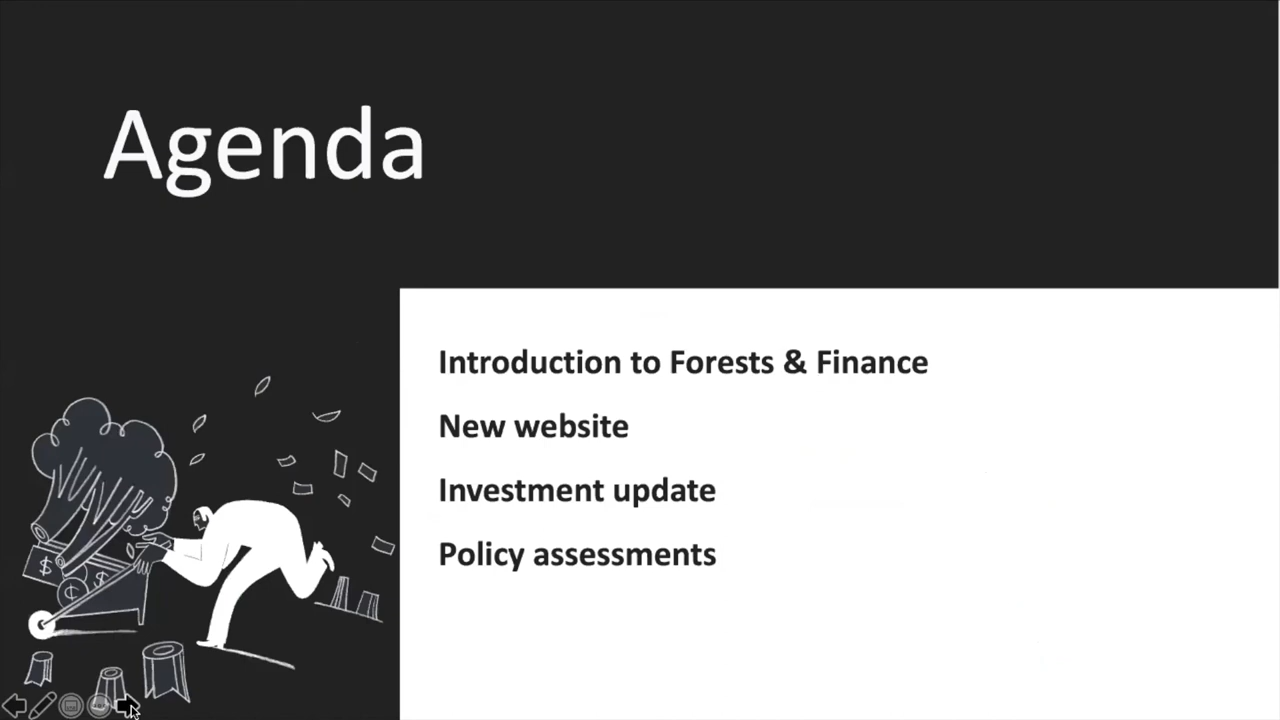 Agenda
Introduction to Forests & Finance
New website
Investment update
Policy assessments
$
$
¢